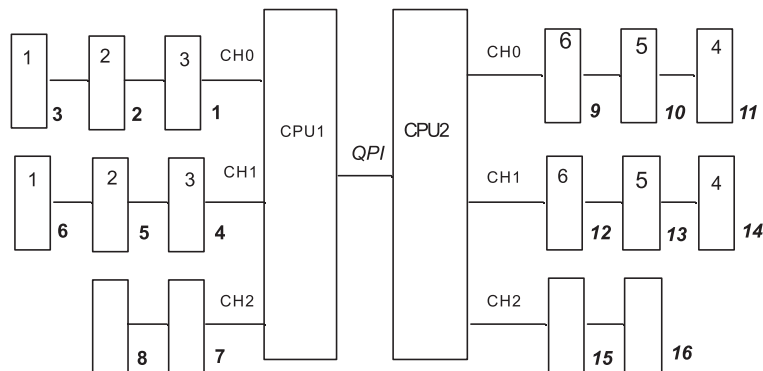 1 2 3 CH0 CH0 6 5 4
3 2 1 9 10 11
CPU1 QPI CPU2
1 2 3 CH1 CH1 6 5 4
6 5 4 12 13 14
CH2 CH2
8 7 15 16